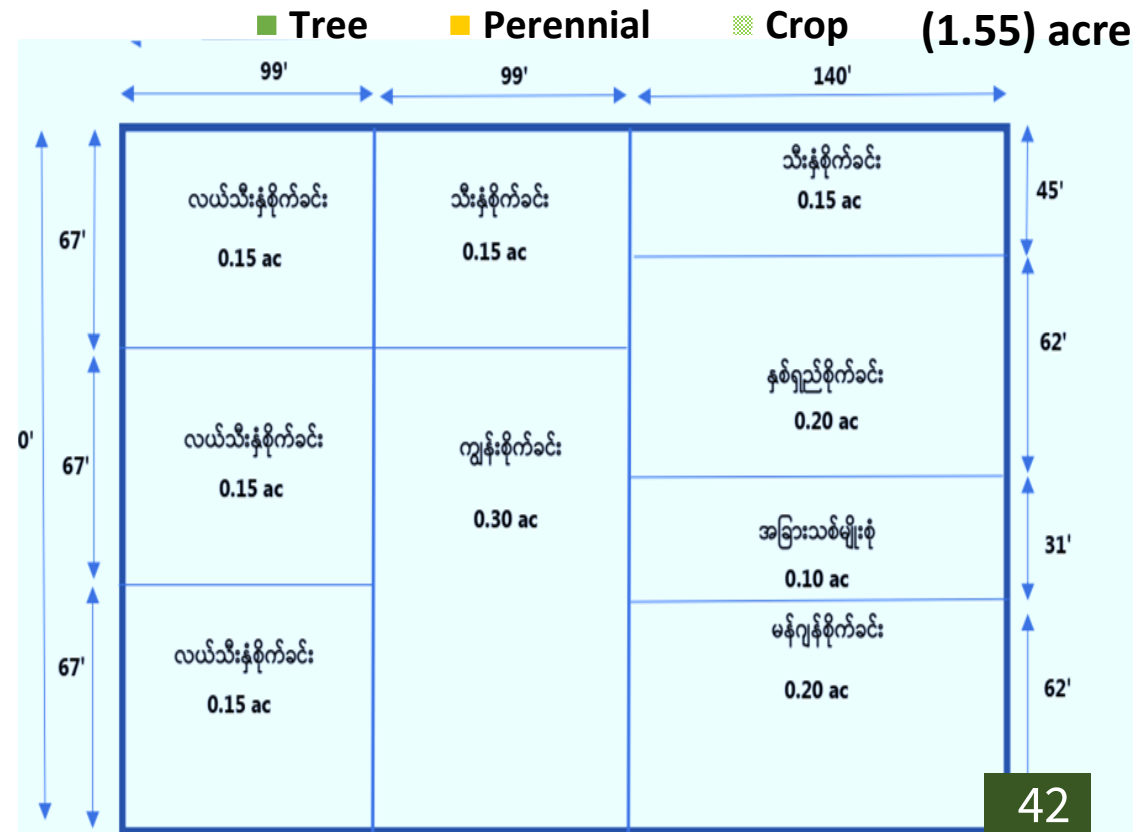 Tree Perennial Crop (1.55) acre
99' 99' 140'
လယ်သီးနှံစိုက်ခင်း
0.15 ac
သီးနှံစိုက်ခင်း
0.15 ac
သီးနှံစိုက်ခင်း
0.15 ac
45'
67'
62'
နှစ်ရှည်စိုက်ခင်း
0.20 ac
0'
67'
လယ်သီးနှံစိုက်ခင်း
0.15 ac
ကျွန်းစိုက်ခင်း
0.30 ac
အခြားသစ်မျိုးစုံ
0.10 ac
31'
67'
လယ်သီးနှံစိုက်ခင်း
0.15 ac
မန်ဂျန်စိုက်ခင်း
0.20 ac
62'
42